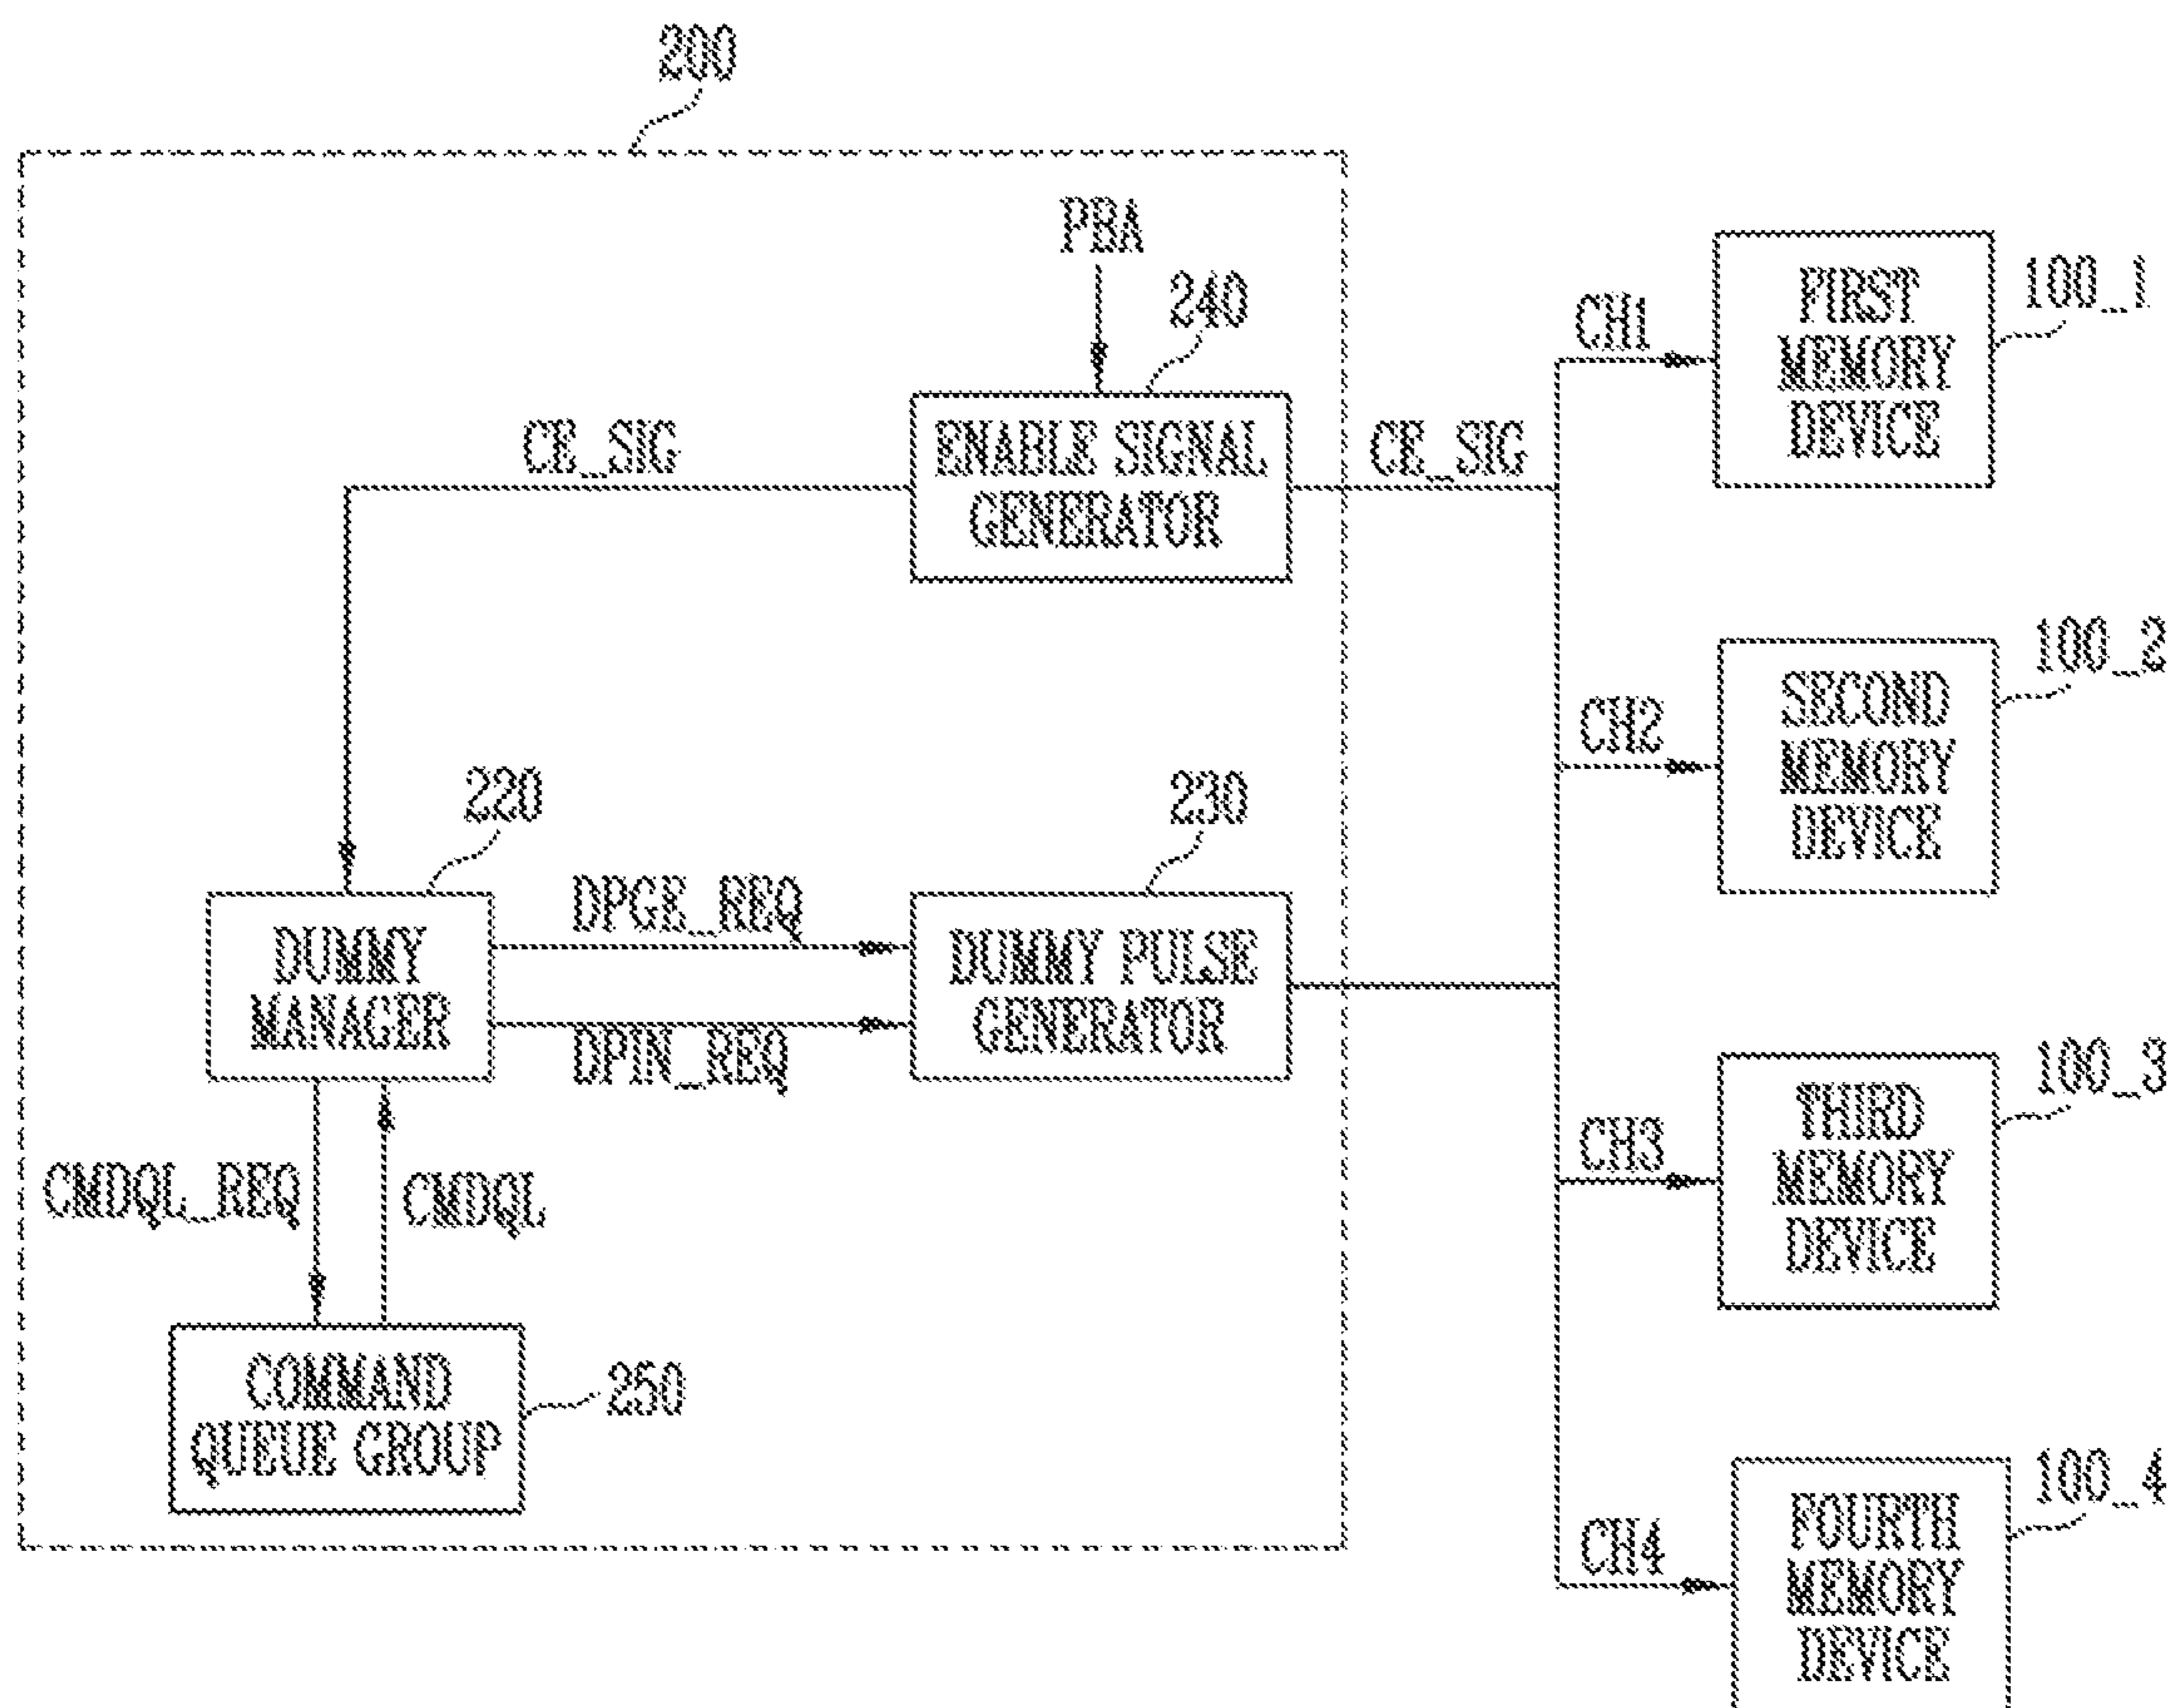 200
PBA
240
ENABLE SIGNAL
GENERATOR
CE_SIG
CE_SIG
CH1
FIRST
MEMORY
DEVICE
100_1
CH2
SECOND
MEMORY
DEVICE
100_2
220
DUMMY
MANAGER
DPGE_REQ
DPIN_REQ
230
DUMMY PULSE
GENERATOR
CH3
THIRD
MEMORY
DEVICE
100_3
CMDQL_REQ
CMDQL
COMMAND
QUEUE GROUP
250
CH4
FOURTH
MEMORY
DEVICE
100_4